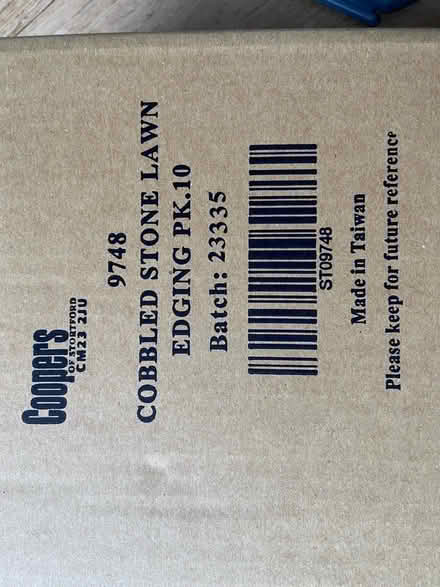 Coopers
OF STORTFORD
CM23 2JU
9748
COBBLED STONE LAWN
EDGING PK.10
Batch: 23335
ST09748
Made in Taiwan
Please keep for future reference